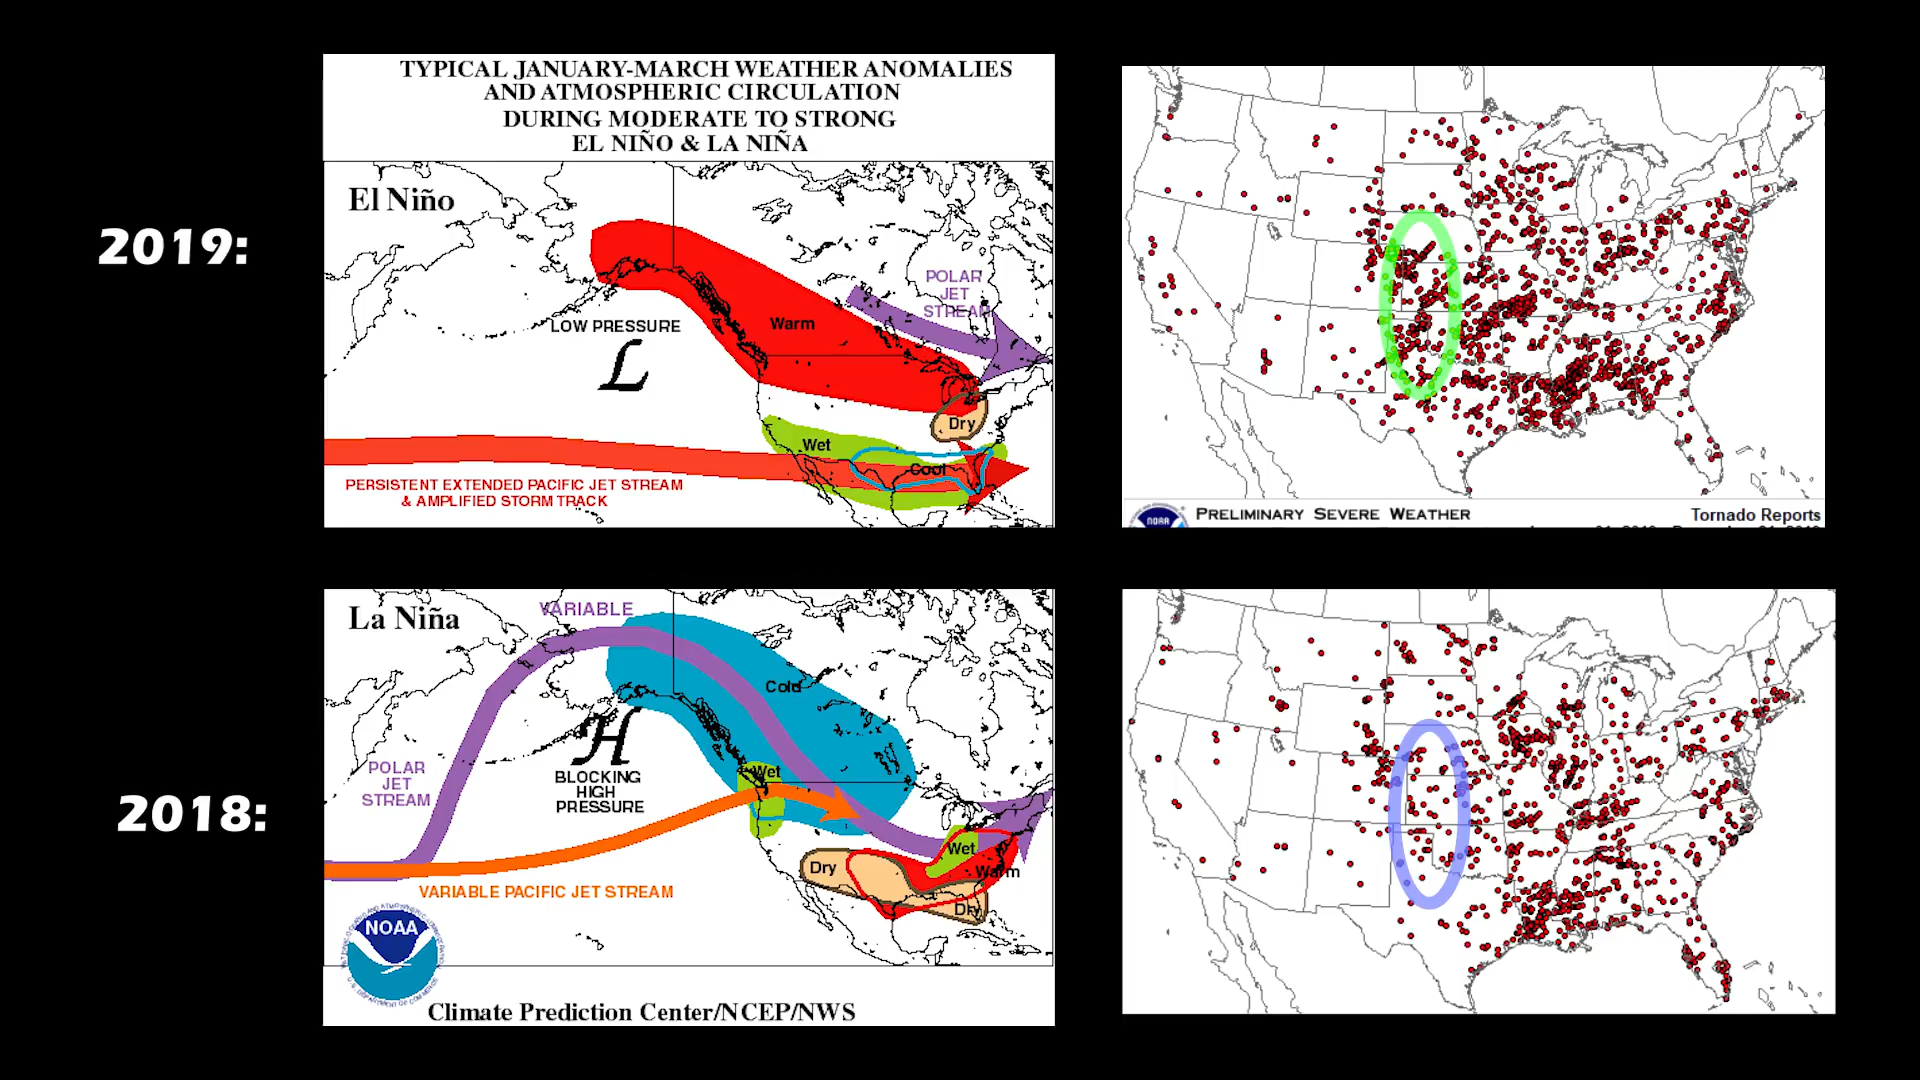 TYPICAL JANUARY-MARCH WEATHER ANOMALIES
AND ATMOSPHERIC CIRCULATION
DURING MODERATE TO STRONG
EL NIÑO & LA NIÑA
2019:
El Niño
POLAR
JET
STREAM
LOW PRESSURE
L
Warm
Dry
Wet
Cool
PERSISTENT EXTENDED PACIFIC JET STREAM
& AMPLIFIED STORM TRACK
NOAA
PRELIMINARY SEVERE WEATHER
Tornado Reports
2018:
La Niña
VARIABLE
Cold
H
BLOCKING
HIGH
PRESSURE
POLAR
JET
STREAM
Wet
Wet
Dry
Warm
Dry
VARIABLE PACIFIC JET STREAM
NOAA
Climate Prediction Center/NCEP/NWS